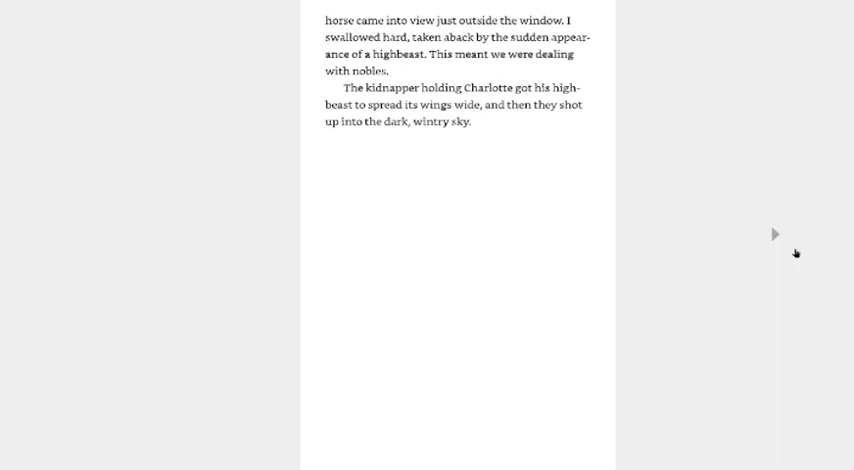 horse came into view just outside the window. I
swallowed hard, taken aback by the sudden appear-
ance of a highbeast. This meant we were dealing
with nobles.
The kidnapper holding Charlotte got his high-
beast to spread its wings wide, and then they shot
up into the dark, wintry sky.